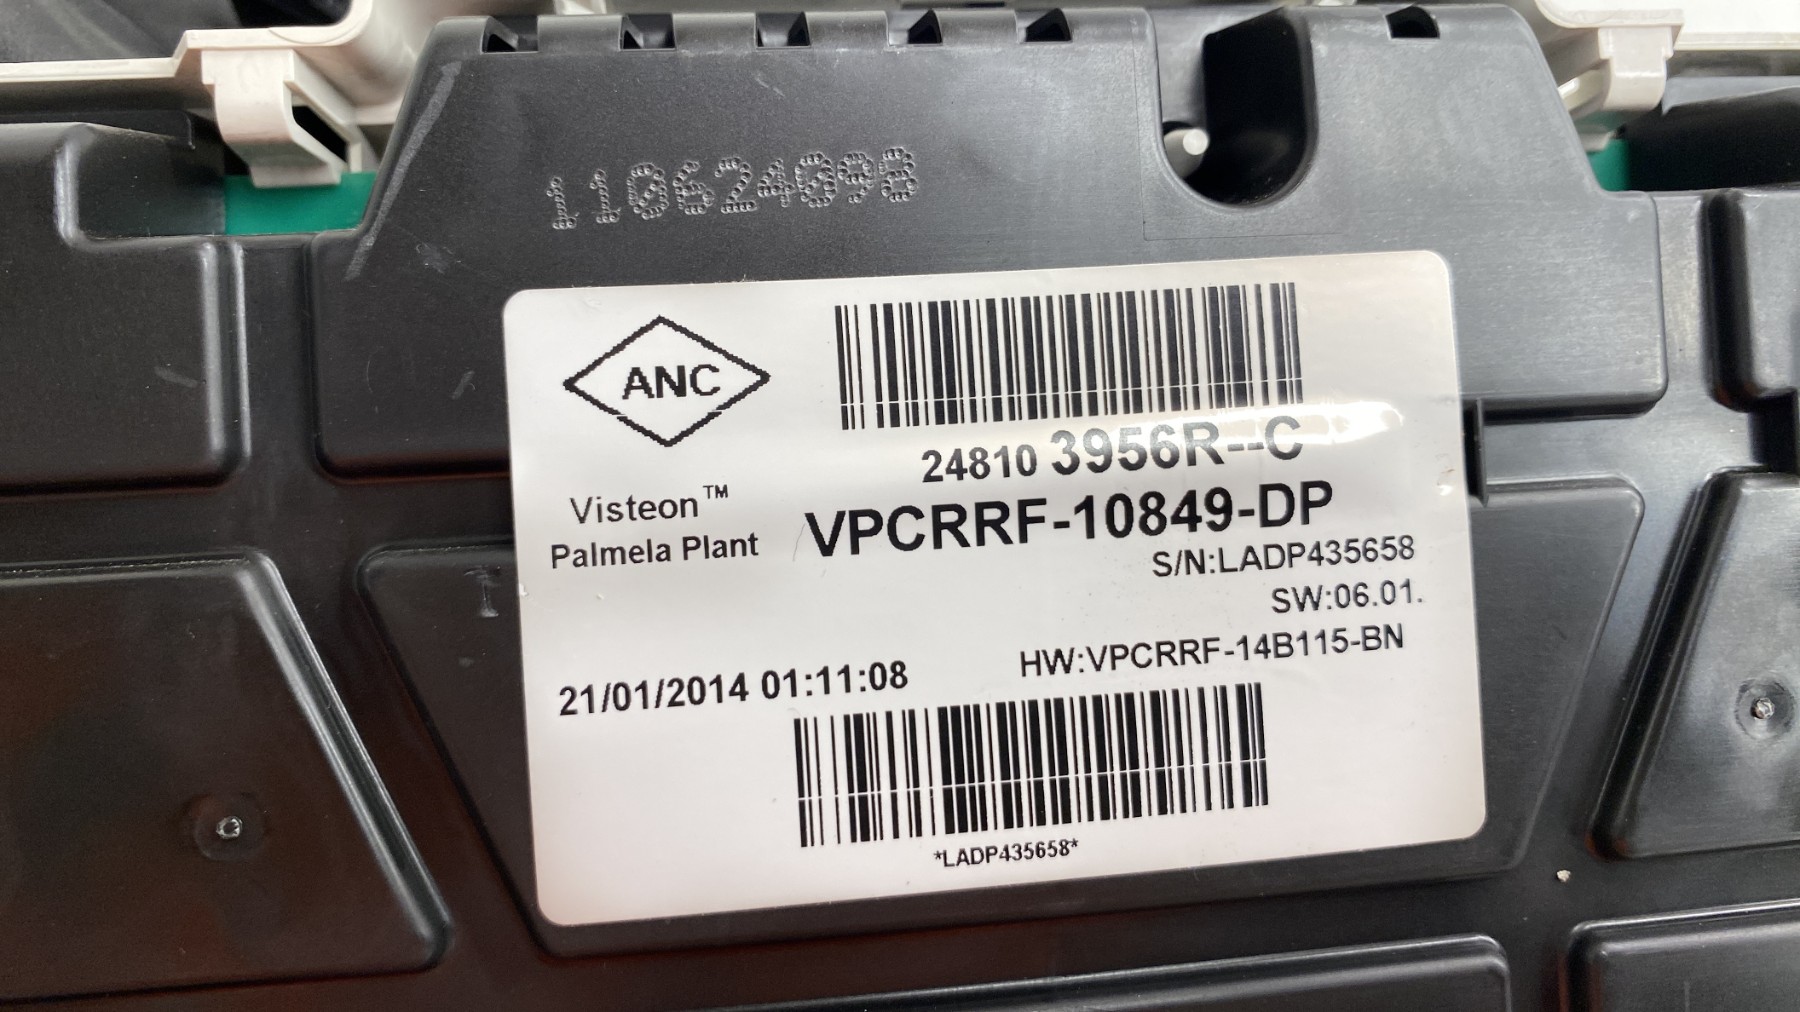 110624098
ANC
24810 3956R--C
Visteon™
Palmela Plant
VPCRRF-10849-DP
S/N:LADP435658
SW:06.01.
HW:VPCRRF-14B115-BN
21/01/2014 01:11:08
*LADP435658*